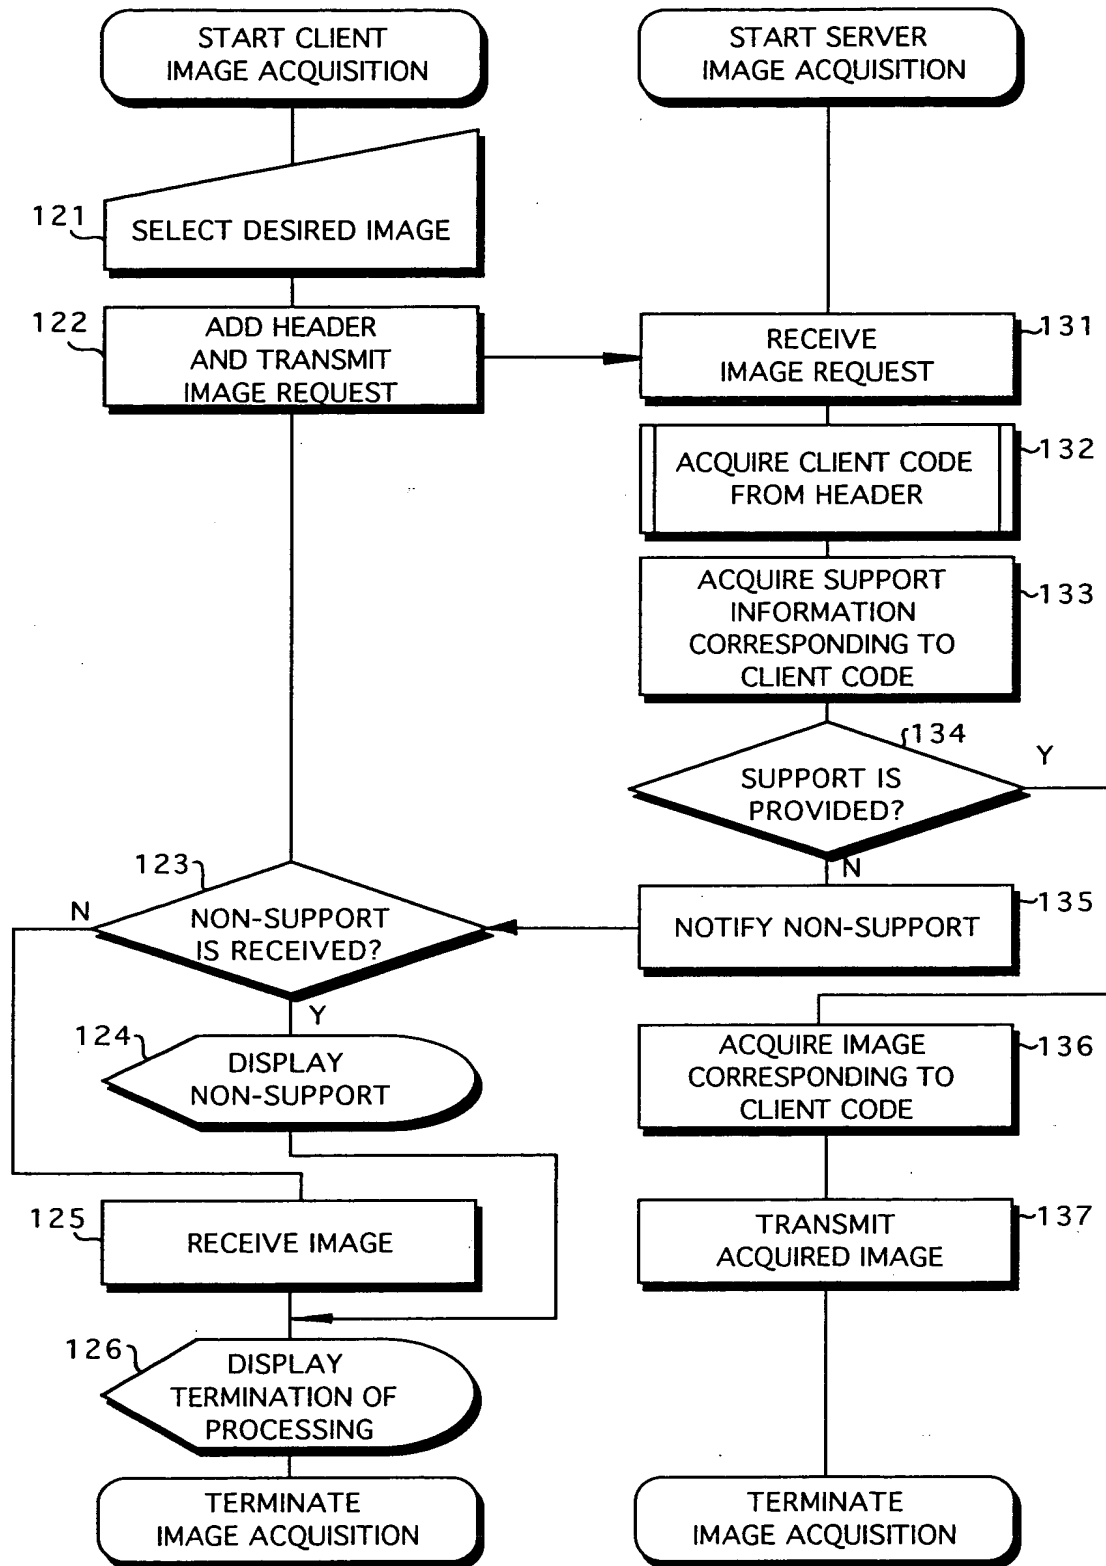 START CLIENT
IMAGE ACQUISITION
START SERVER
IMAGE ACQUISITION
121
SELECT DESIRED IMAGE
122
ADD HEADER
AND TRANSMIT
IMAGE REQUEST
RECEIVE
IMAGE REQUEST
131
ACQUIRE CLIENT CODE
FROM HEADER
132
ACQUIRE SUPPORT
INFORMATION
CORRESPONDING TO
CLIENT CODE
133
134
Y
SUPPORT IS
PROVIDED?
N
123
N
NON-SUPPORT
IS RECEIVED?
Y
NOTIFY NON-SUPPORT
135
124
DISPLAY
NON-SUPPORT
ACQUIRE IMAGE
CORRESPONDING TO
CLIENT CODE
136
125
RECEIVE IMAGE
TRANSMIT
ACQUIRED IMAGE
137
126
DISPLAY
TERMINATION OF
PROCESSING
TERMINATE
IMAGE ACQUISITION
TERMINATE
IMAGE ACQUISITION